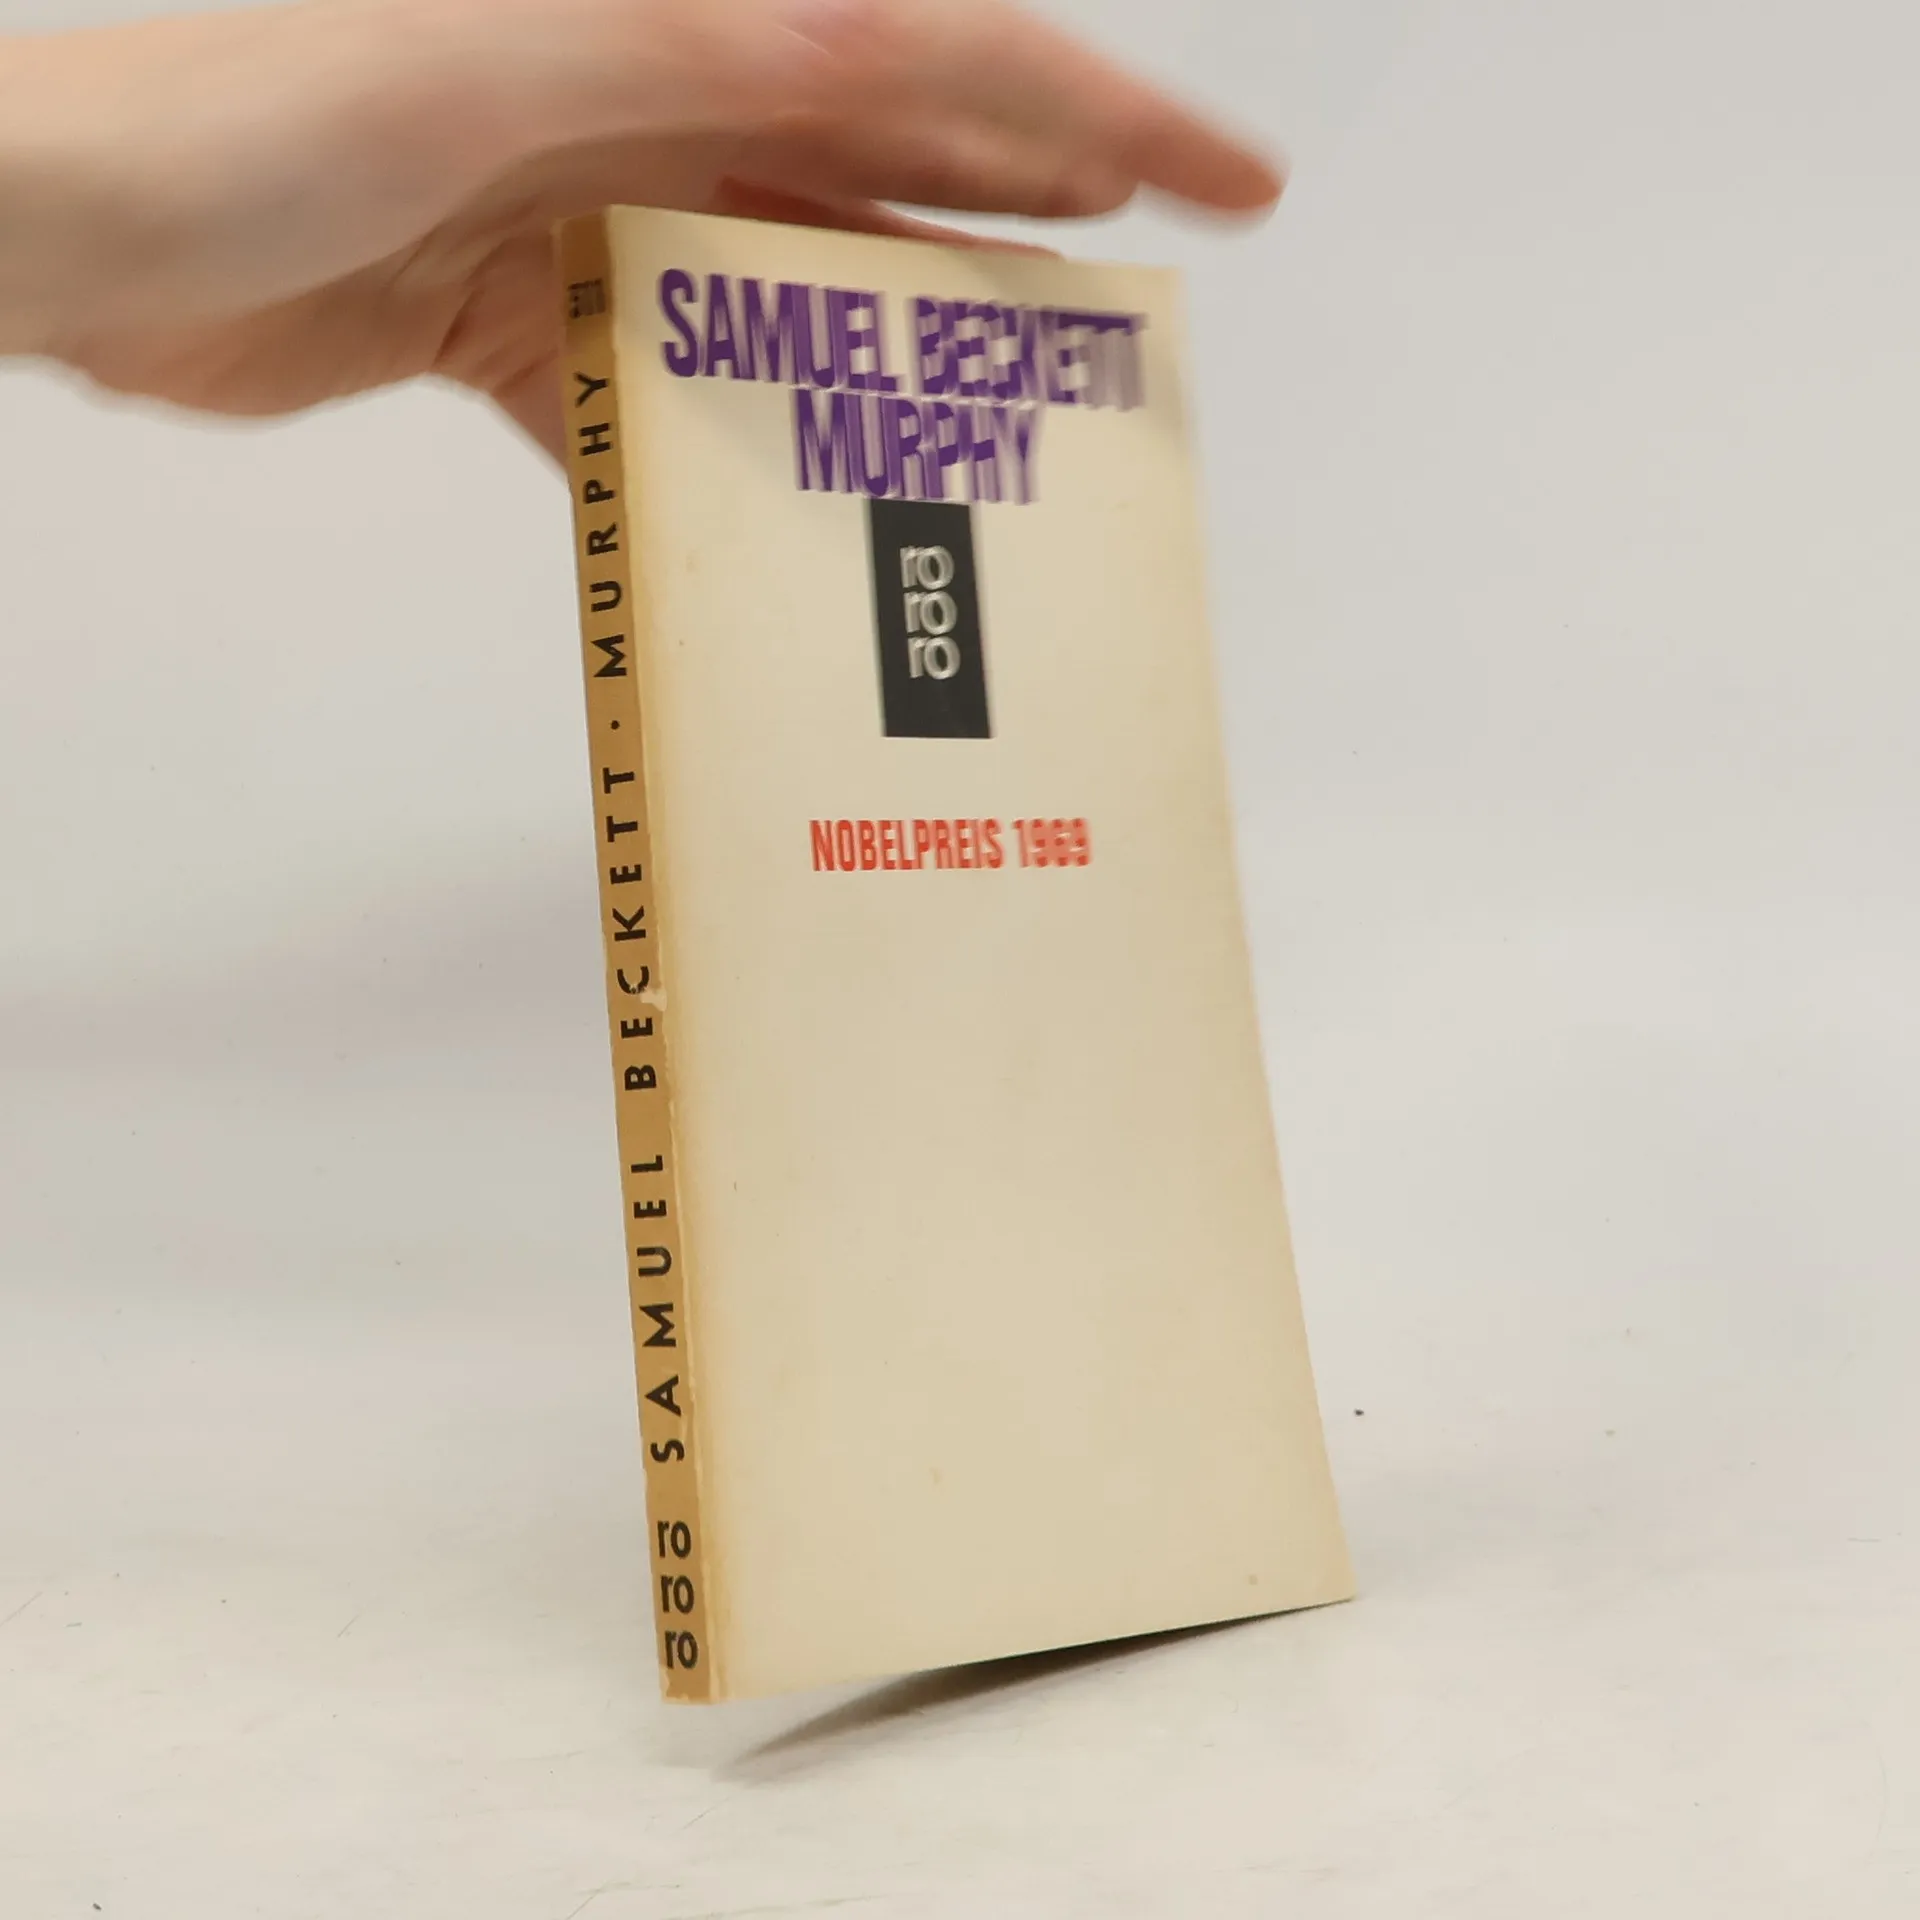 SAMUEL BECKETT
MURPHY
ro
ro
ro
NOBELPREIS 1969
SAMUEL BECKETT · MURPHY
ro
ro
ro